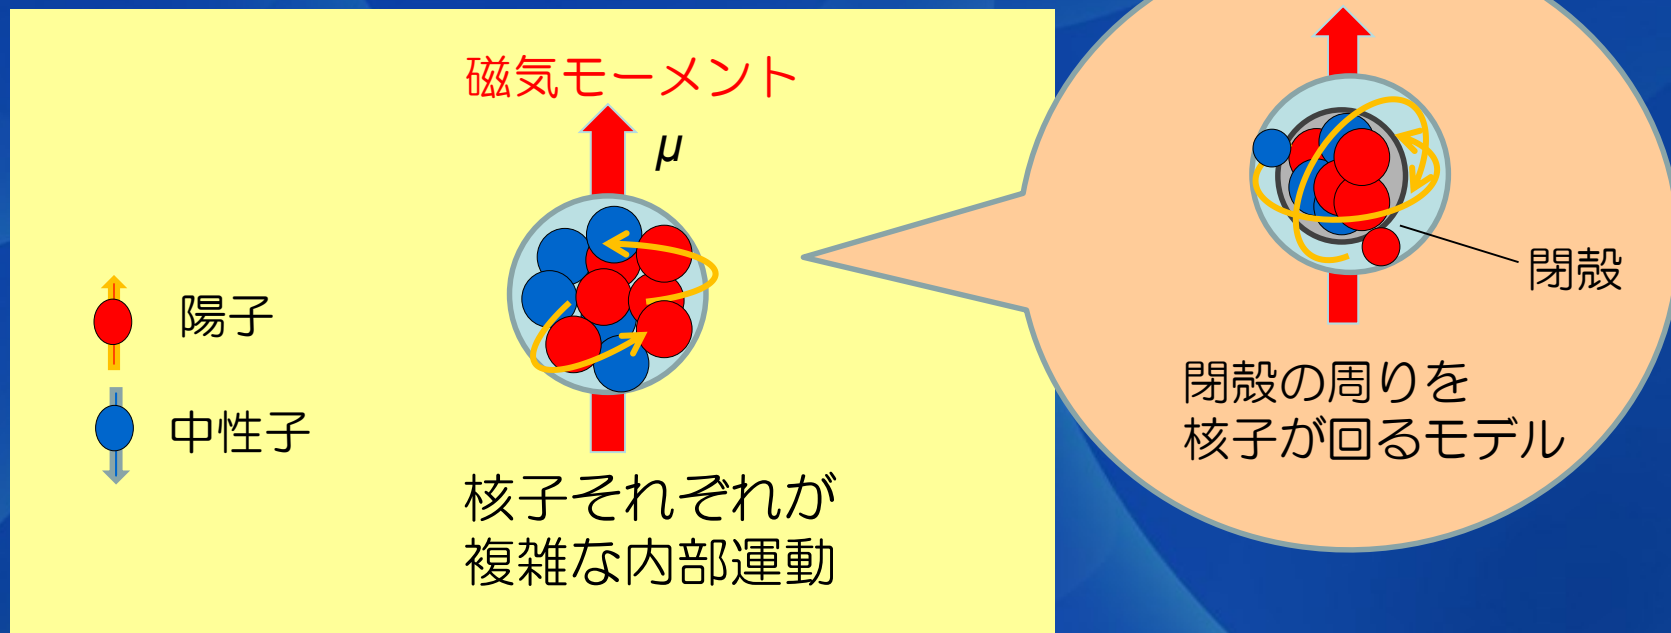 磁気モーメント
μ
陽子
中性子
核子それぞれが
複雑な内部運動
閉殻
閉殻の周りを
核子が回るモデル